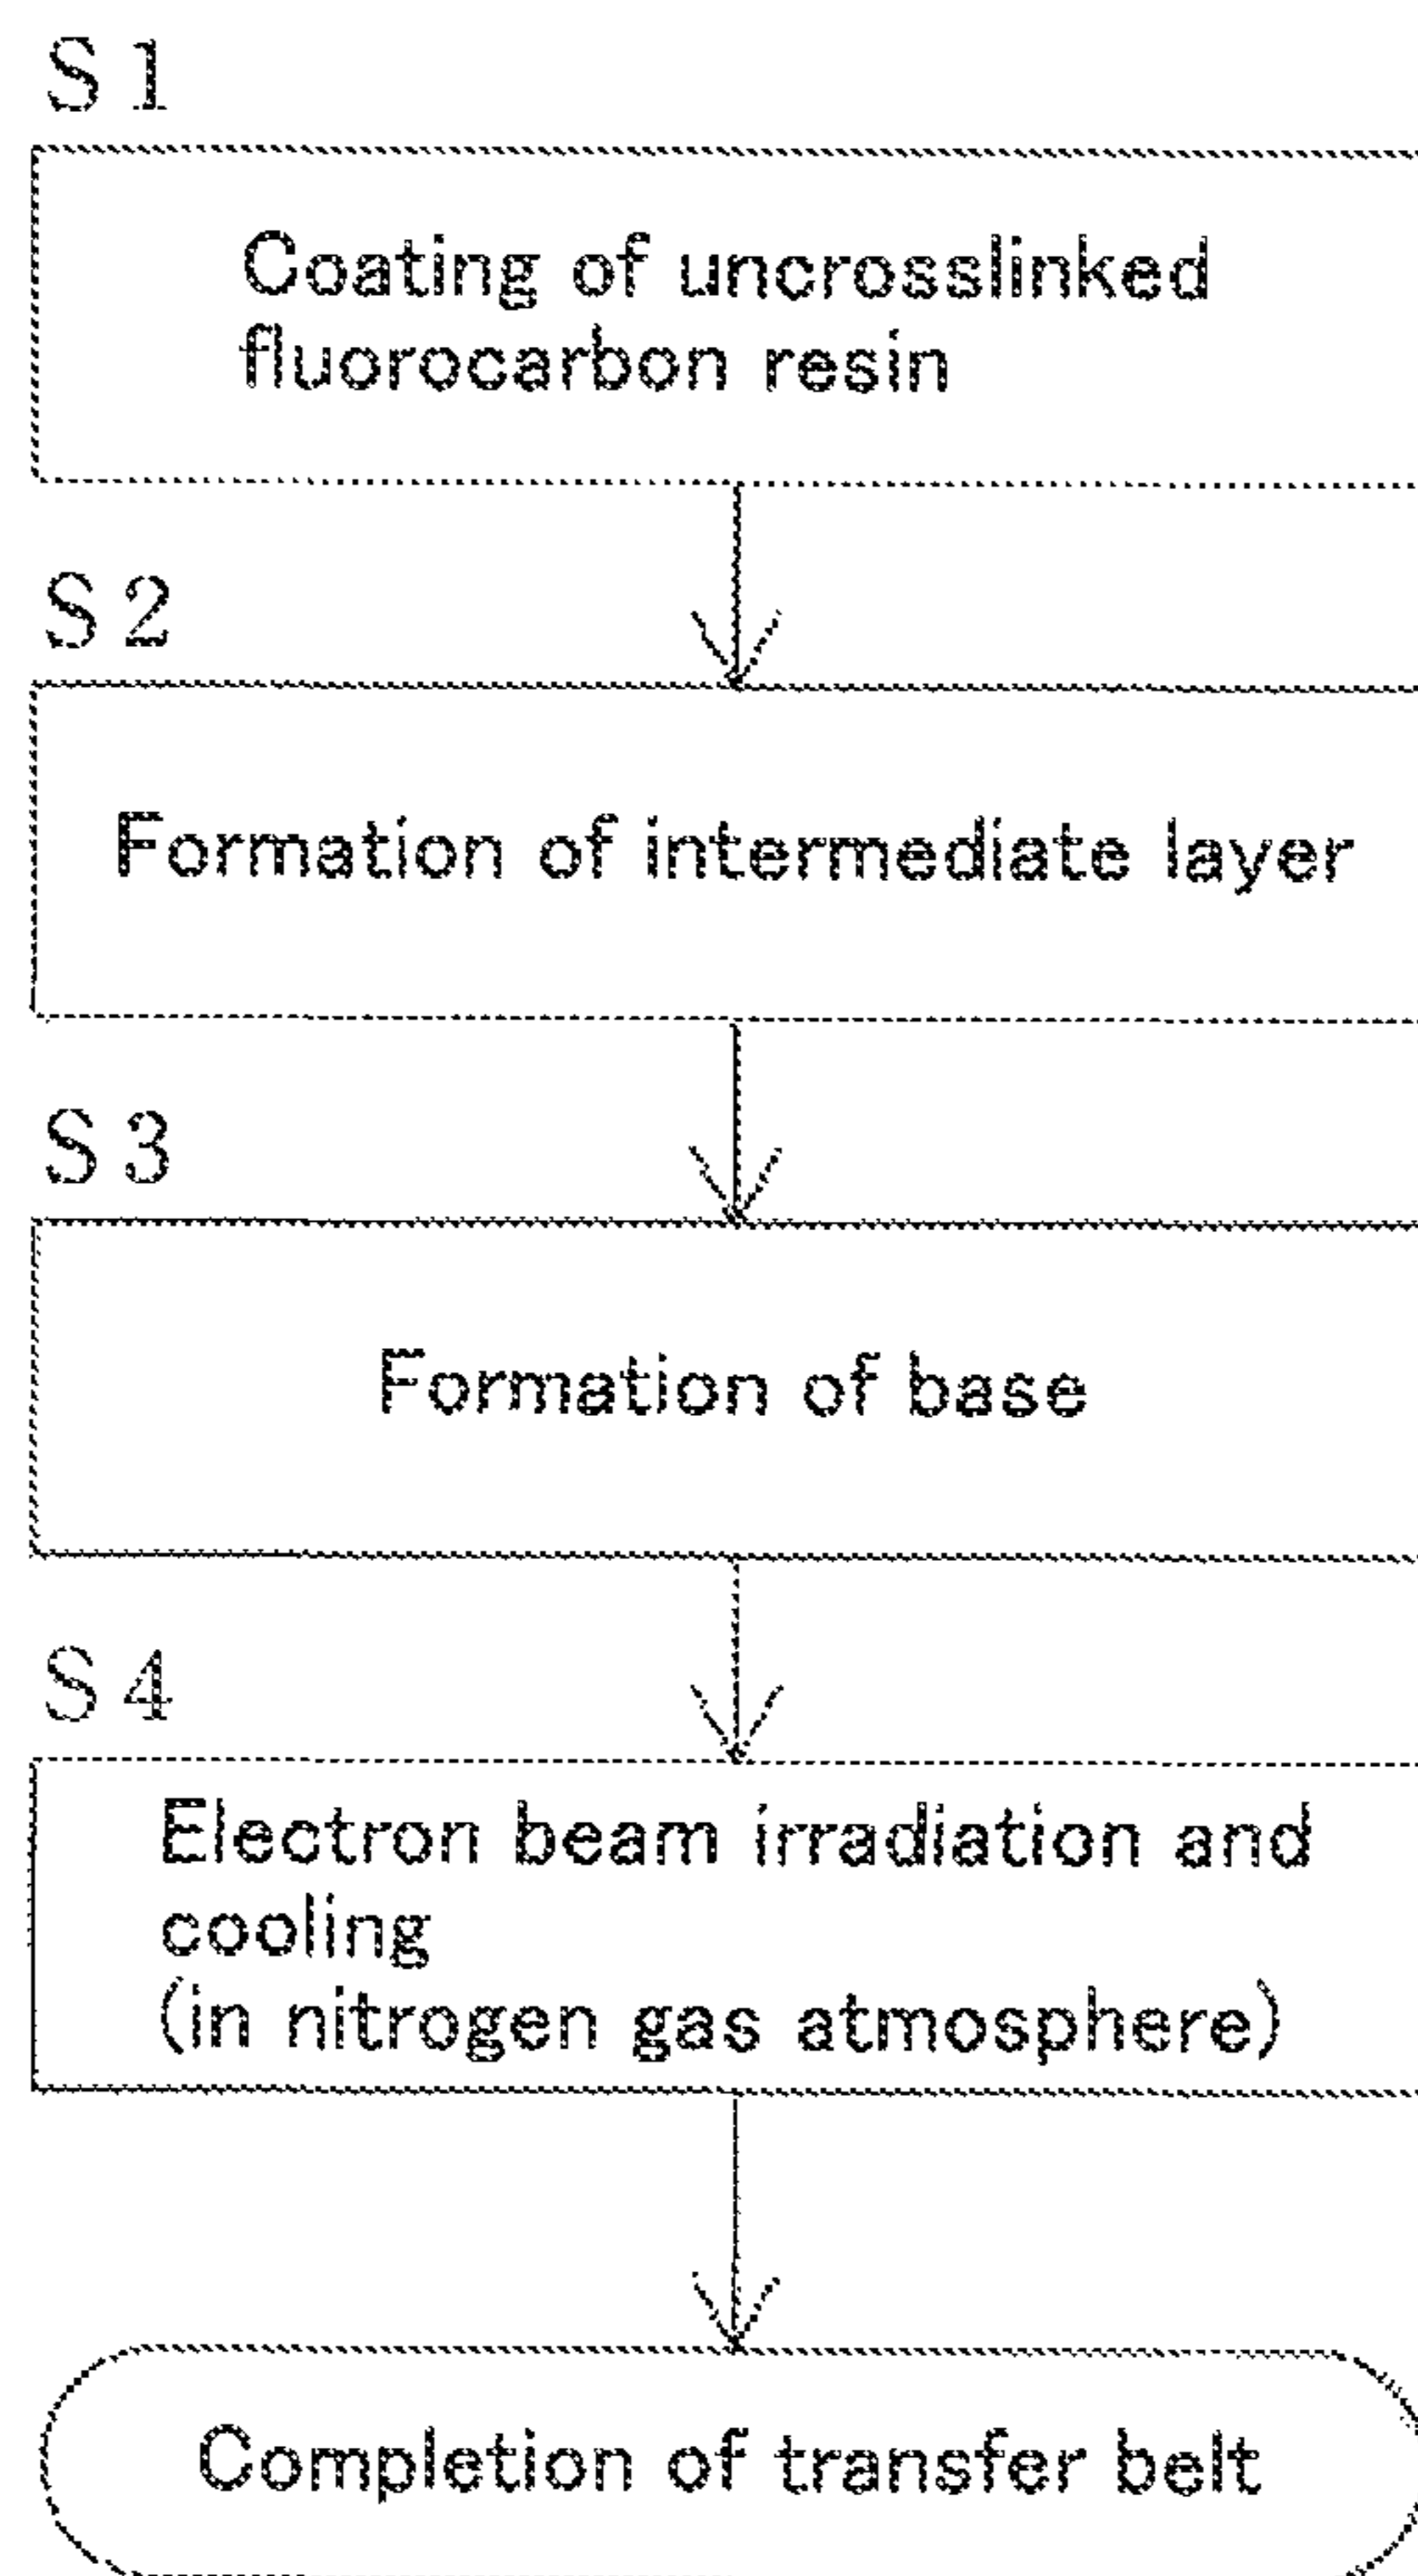 S1
Coating of uncrosslinked
fluorocarbon resin
S2
Formation of intermediate layer
S3
Formation of base
S4
Electron beam irradiation and
cooling
(in nitrogen gas atmosphere)
Completion of transfer belt